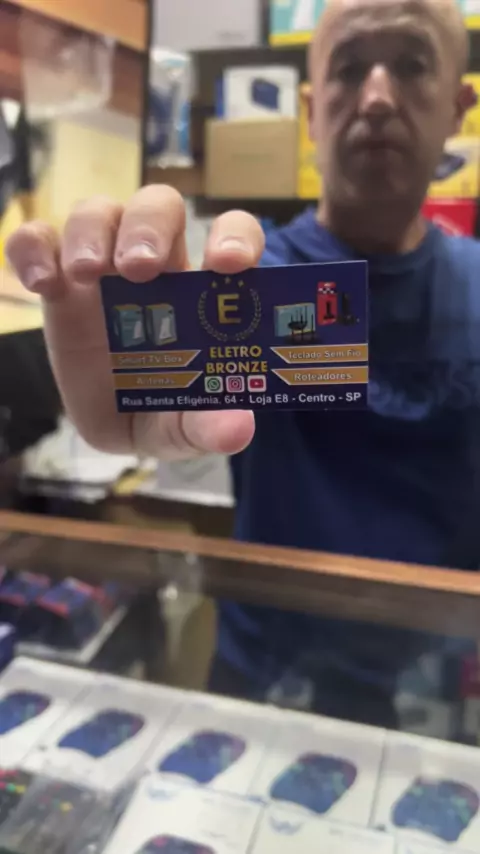 E
ELETRO
BRONZE
Smart TV Box
Teclado Sem Fio
Antenas
Roteadores
Rua Santa Efigênia, 64 - Loja E8 - Centro - SP